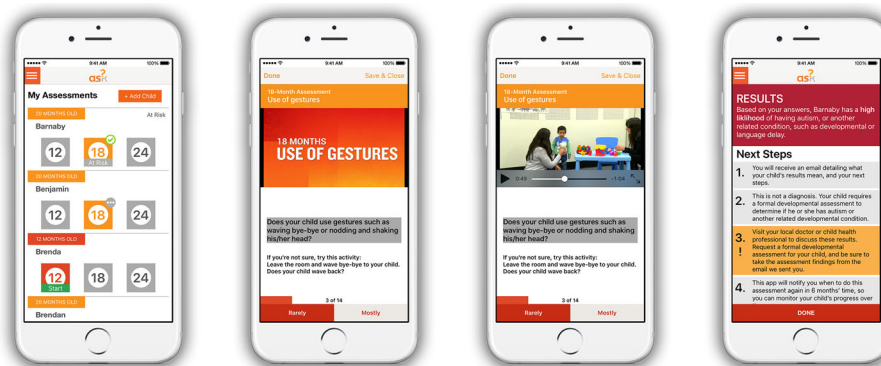 9:41 AM
100%
ask
My Assessments
+ Add Child
20 MONTHS OLD
At Risk
Barnaby
12
18
24
At Risk
20 MONTHS OLD
Benjamin
12
18
24
12 MONTHS OLD
Brenda
12
18
24
Start
20 MONTHS OLD
Brendan
9:41 AM
100%
Done
Save & Close
18-Month Assessment
Use of gestures
18 MONTHS
USE OF GESTURES
Does your child use gestures such as
waving bye-bye or nodding and shaking
his/her head?
If you're not sure, try this activity:
Leave the room and wave bye-bye to your child.
Does your child wave back?
3 of 14
Rarely
Mostly
9:41 AM
100%
Done
Save & Close
18-Month Assessment
Use of gestures
0:49
-1:04
Does your child use gestures such as
waving bye-bye or nodding and shaking
his/her head?
If you're not sure, try this activity:
Leave the room and wave bye-bye to your child.
Does your child wave back?
3 of 14
Rarely
Mostly
9:41 AM
100%
ask
RESULTS
Based on your answers, Barnaby has a high
liklihood of having autism, or another
related condition, such as developmental or
language delay.
Next Steps
1. You will receive an email detailing what
your child's results mean, and your next
steps.
2. This is not a diagnosis. Your child requires
a formal developmental assessment to
determine if he or she has autism or
another related developmental condition.
3. Visit your local doctor or child health
! professional to discuss these results.
Request a formal developmental
assessment for your child, and be sure to
take the assessment findings from the
email we sent you.
4. This app will notify you when to do this
assessment again in 6 months' time, so
you can monitor your child's progress over
DONE